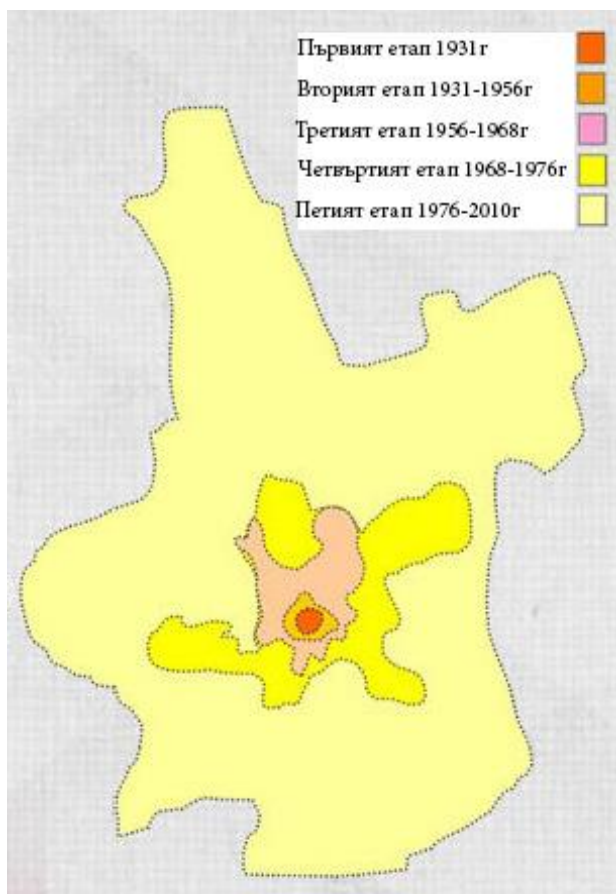 Първият етап 1931г
Вторият етап 1931-1956г
Третият етап 1956-1968г
Четвъртият етап 1968-1976г
Петият етап 1976-2010г